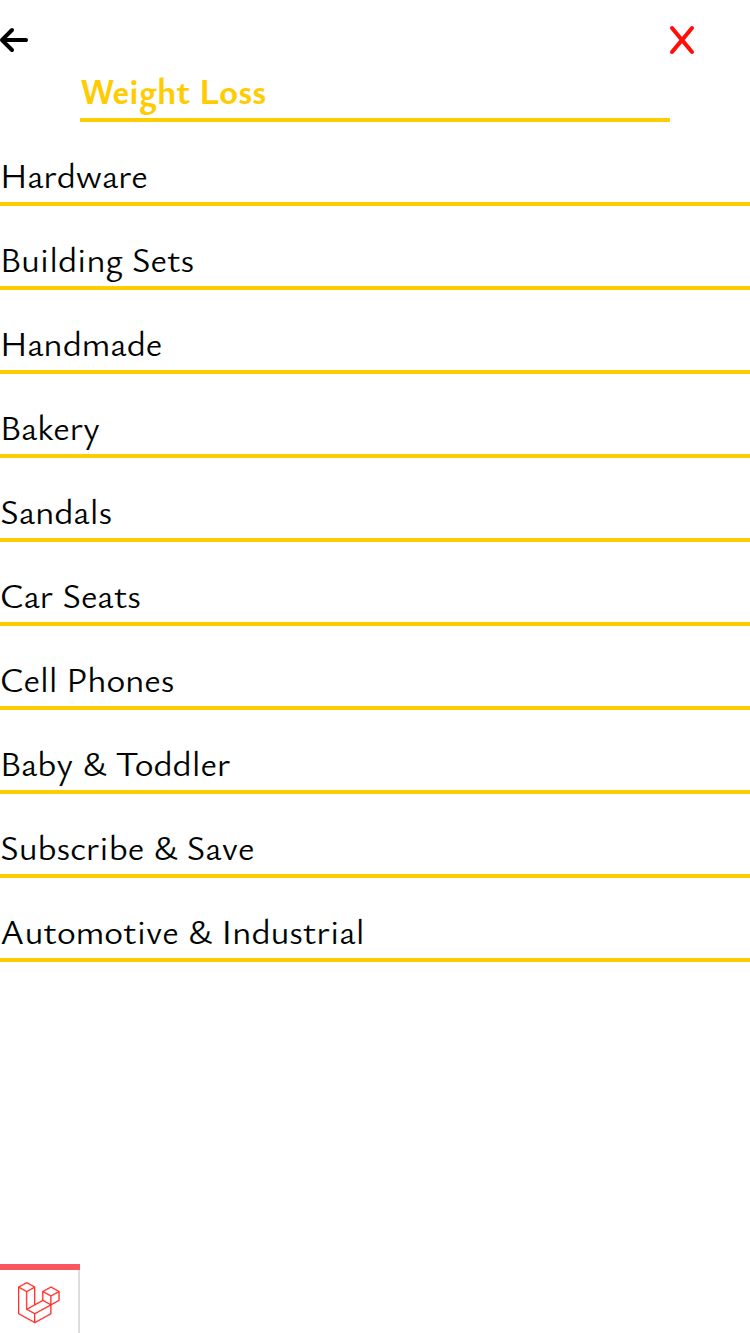 Weight Loss
Hardware
Building Sets
Handmade
Bakery
Sandals
Car Seats
Cell Phones
Baby & Toddler
Subscribe & Save
Automotive & Industrial